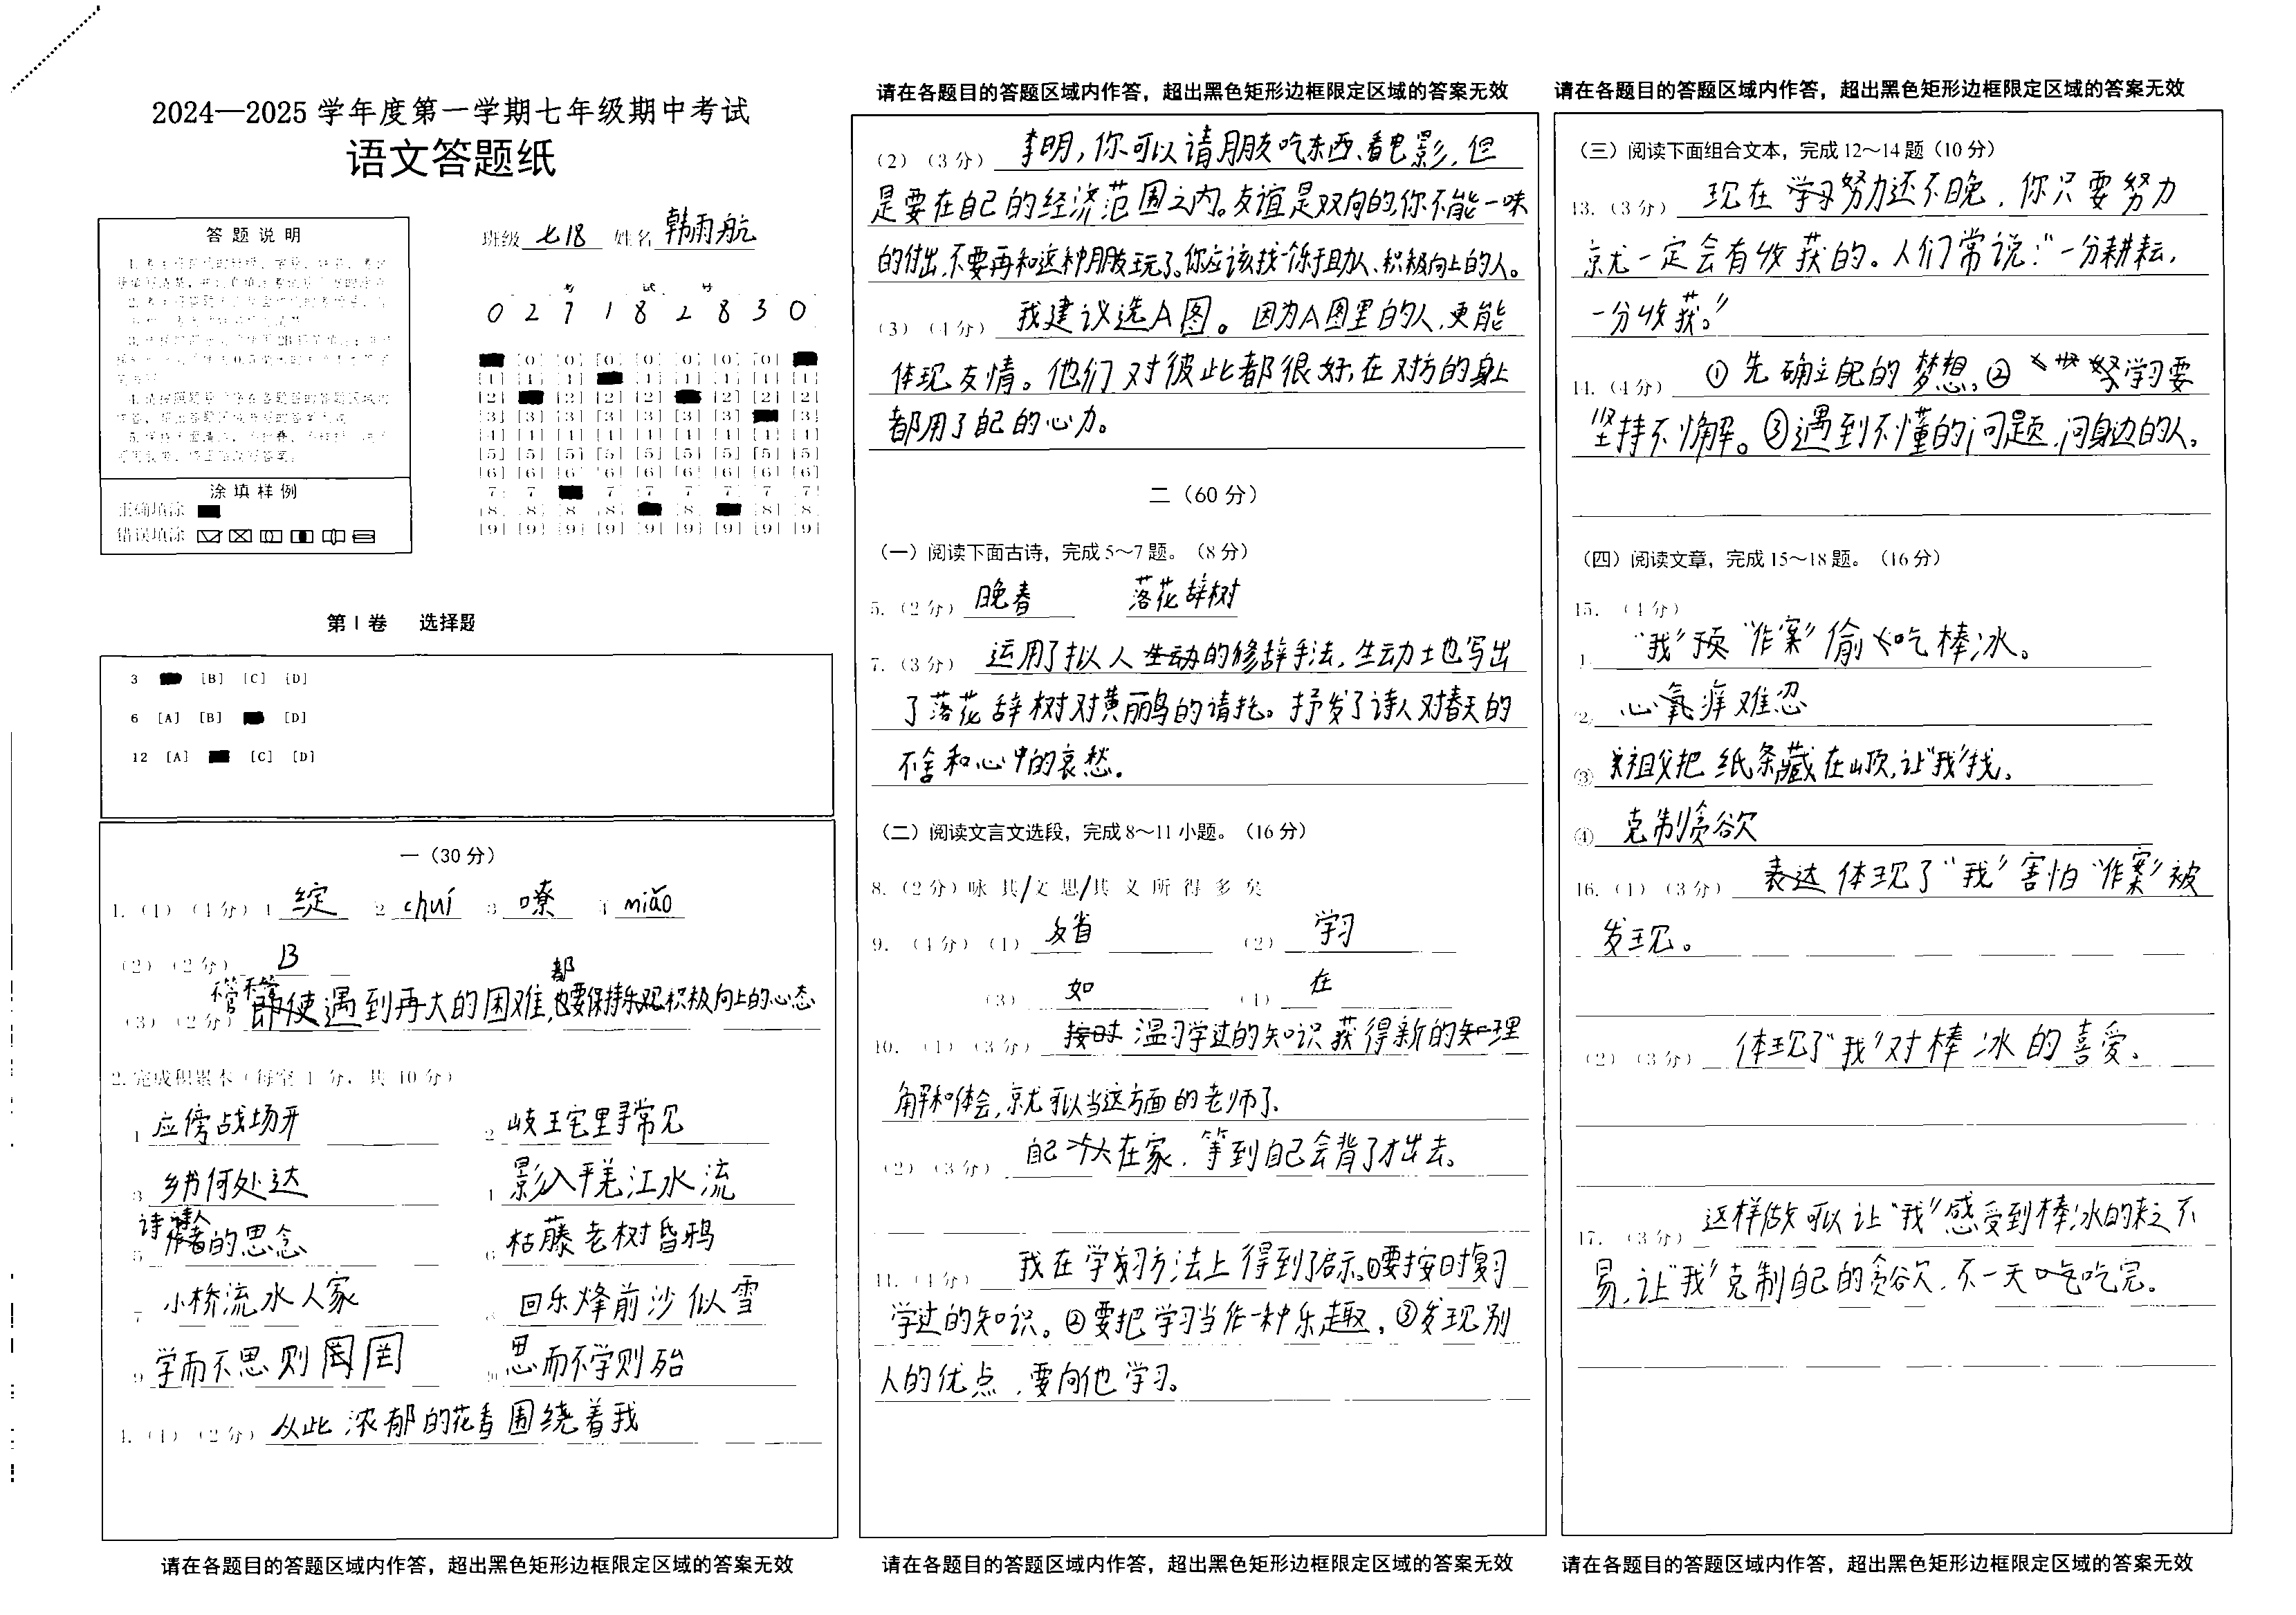 2024—2025 学年度第一学期七年级期中考试
语文答题纸
答 题 说 明
涂 填 样 例
正确填涂
错误填涂
班级 七18 姓名 韩雨航
考 试 号
0 2 7 1 8 2 8 3 0
第 I 卷 选择题
3 [B] [C] [D]
6 [A] [B] [D]
12 [A] [C] [D]
一（30 分）
1.（1）（4分）1 绽 2 chuí 3 嘹 4 miǎo
（2）（2分） B
不管
都
（3）（2分） 遇到再大的困难,要保持积极向上的心态
2.完成积累本（每空 1 分，共 10 分）
1 应傍战场开 2 岐王宅里寻常见
3 乡书何处达 4 影入平羌江水流
诗人
5 的思念 6 枯藤老树昏鸦
7 小桥流水人家 8 回乐烽前沙似雪
9 学而不思则罔 10 思而不学则殆
4.（1）（2分） 从此 浓郁的花香围绕着我
请在各题目的答题区域内作答，超出黑色矩形边框限定区域的答案无效
请在各题目的答题区域内作答，超出黑色矩形边框限定区域的答案无效
（2）（3分） 李明,你可以请朋友吃东西、看电影,但
是要在自己的经济范围之内。友谊是双向的,你不能一味
的付出,不要再和这种朋友玩了。你应该找一个乐于助人、积极向上的人。
（3）（4分） 我建议选A图。因为A图里的人,更能
体现友情。他们对彼此都很好,在对方的身上
都用了自己的心力。
二（60 分）
（一）阅读下面古诗，完成 5～7 题。（8 分）
5.（2分） 晚春 落花辞树
7.（3分） 运用了拟人的修辞手法,生动地写出
了落花辞树对黄鹂鸟的请托。抒发了诗人对春天的
不舍和心中的哀愁.
（二）阅读文言文选段，完成 8～11 小题。（16 分）
8.（2分）咏 其/文 思/其 义 所 得 多 矣
9.（4分）（1） 反省 （2） 学习
（3） 如 （4） 在
10.（1）（3分） 温习学过的知识 获得新的理
解和体会,就可以当这方面的老师了.
（2）（3分） 自己 在家,等到自己会背了才出去。
11.（4分） 我在学习方法上得到了启示。①要按时复习
学过的知识。②要把学习当作一种乐趣,③发现别
人的优点,要向他学习。
请在各题目的答题区域内作答，超出黑色矩形边框限定区域的答案无效
请在各题目的答题区域内作答，超出黑色矩形边框限定区域的答案无效
（三）阅读下面组合文本，完成 12～14 题（10 分）
13.（3分） 现在努力还不晚,你只要努力
就一定会有收获的。人们常说:“一分耕耘,
一分收获。”
14.（4分） ①先确立自己的梦想,②学习要
坚持不懈。③遇到不懂的问题,问身边的人。
（四）阅读文章，完成 15～18 题。（16 分）
15.（4分）
1. “我”预“作案”偷吃棒冰。
2. 心氧痒难忍
③ 祖父把纸条藏在山顶,让“我”找。
④ 克制贪欲
16.（1）（3分） 体现了“我”害怕“作案”被
发现。
（2）（3分） 体现了“我”对棒冰的喜爱.
17.（3分） 这样做可以让“我”感受到棒冰的来之不
易,让“我”克制自己的贪欲,不一天吃完.
请在各题目的答题区域内作答，超出黑色矩形边框限定区域的答案无效